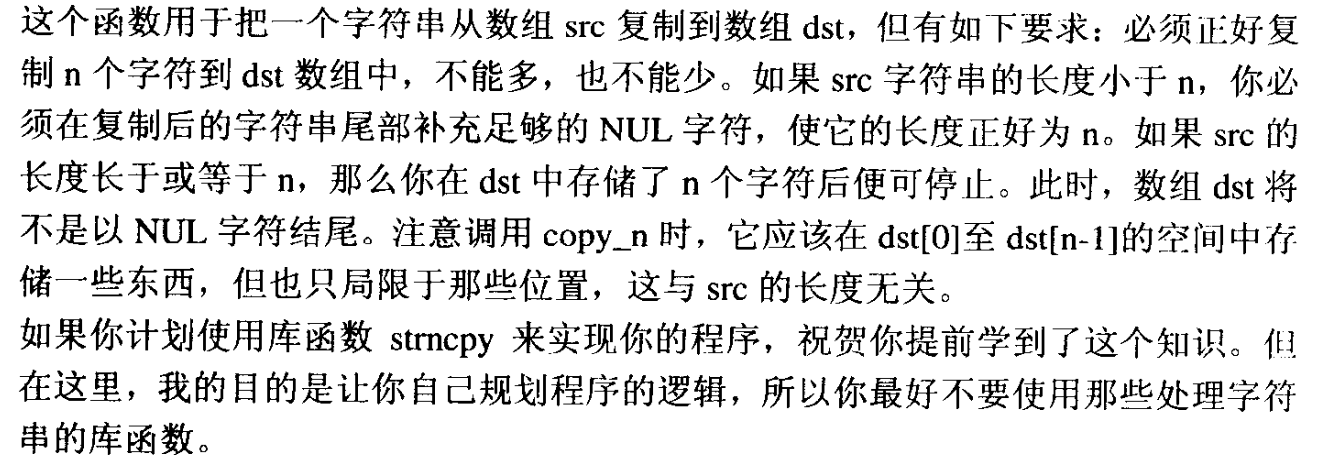 这个函数用于把一个字符串从数组 src 复制到数组 dst，但有如下要求：必须正好复
制 n 个字符到 dst 数组中，不能多，也不能少。如果 src 字符串的长度小于 n，你必
须在复制后的字符串尾部补充足够的 NUL 字符，使它的长度正好为 n。如果 src 的
长度长于或等于 n，那么你在 dst 中存储了 n 个字符后便可停止。此时，数组 dst 将
不是以 NUL 字符结尾。注意调用 copy_n 时，它应该在 dst[0]至 dst[n-1]的空间中存
储一些东西，但也只局限于那些位置，这与 src 的长度无关。
如果你计划使用库函数 strncpy 来实现你的程序，祝贺你提前学到了这个知识。但
在这里，我的目的是让你自己规划程序的逻辑，所以你最好不要使用那些处理字符
串的库函数。